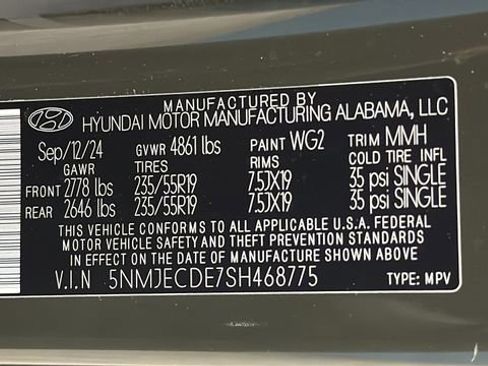 MANUFACTURED BY
HYUNDAI MOTOR MANUFACTURING ALABAMA, LLC
Sep/12/24 GVWR 4861 lbs PAINT WG2 TRIM MMH
GAWR TIRES RIMS COLD TIRE INFL
FRONT 2778 lbs 235/55R19 7.5JX19 35 psi SINGLE
REAR 2646 lbs 235/55R19 7.5JX19 35 psi SINGLE
THIS VEHICLE CONFORMS TO ALL APPLICABLE U.S.A. FEDERAL
MOTOR VEHICLE SAFETY AND THEFT PREVENTION STANDARDS
IN EFFECT ON THE DATE OF MANUFACTURE SHOWN ABOVE
V.I.N 5NMJECDE7SH468775 TYPE: MPV